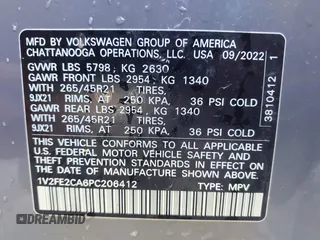 MFD. BY VOLKSWAGEN GROUP OF AMERICA
CHATTANOOGA OPERATIONS, LLC. USA 09/2022
GVWR LBS 5798; KG 2630
GAWR FRONT LBS 2954; KG 1340
WITH 265/45R21 TIRES,
9JX21 RIMS, AT 250 KPA, 36 PSI COLD
GAWR REAR LBS 2954, KG 1340
WITH 265/45R21 TIRES,
9JX21 RIMS, AT 250 KPA, 36 PSI COLD
THIS VEHICLE CONFORMS TO ALL APPLICABLE U.S.
FEDERAL MOTOR VEHICLE SAFETY STANDARDS
IN EFFECT ON THE DATE OF MANUFACTURE SHOWN ABOVE.
1V2FE2CA6PC206412 TYPE: MPV
3810412 1
AUTOBIDMASTER